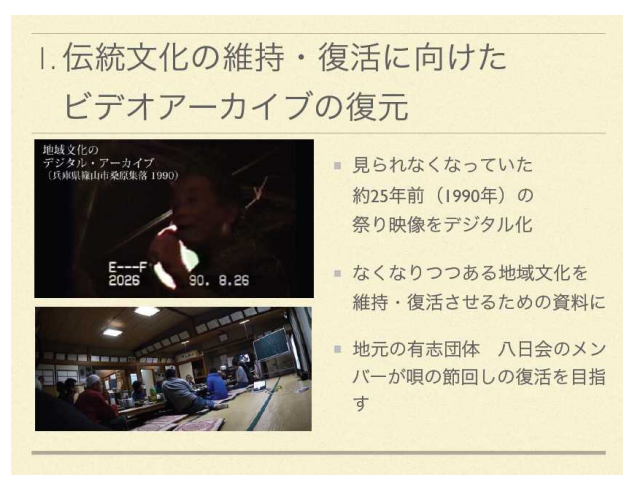 1. 伝統文化の維持・復活に向けた
ビデオアーカイブの復元
地域文化の
デジタル・アーカイブ
（兵庫県篠山市桑原集落 1990）
E---F
2026 90. 8.26
見られなくなっていた
約25年前（1990年）の
祭り映像をデジタル化
なくなりつつある地域文化を
維持・復活させるための資料に
地元の有志団体　八日会のメン
バーが唄の節回しの復活を目指
す